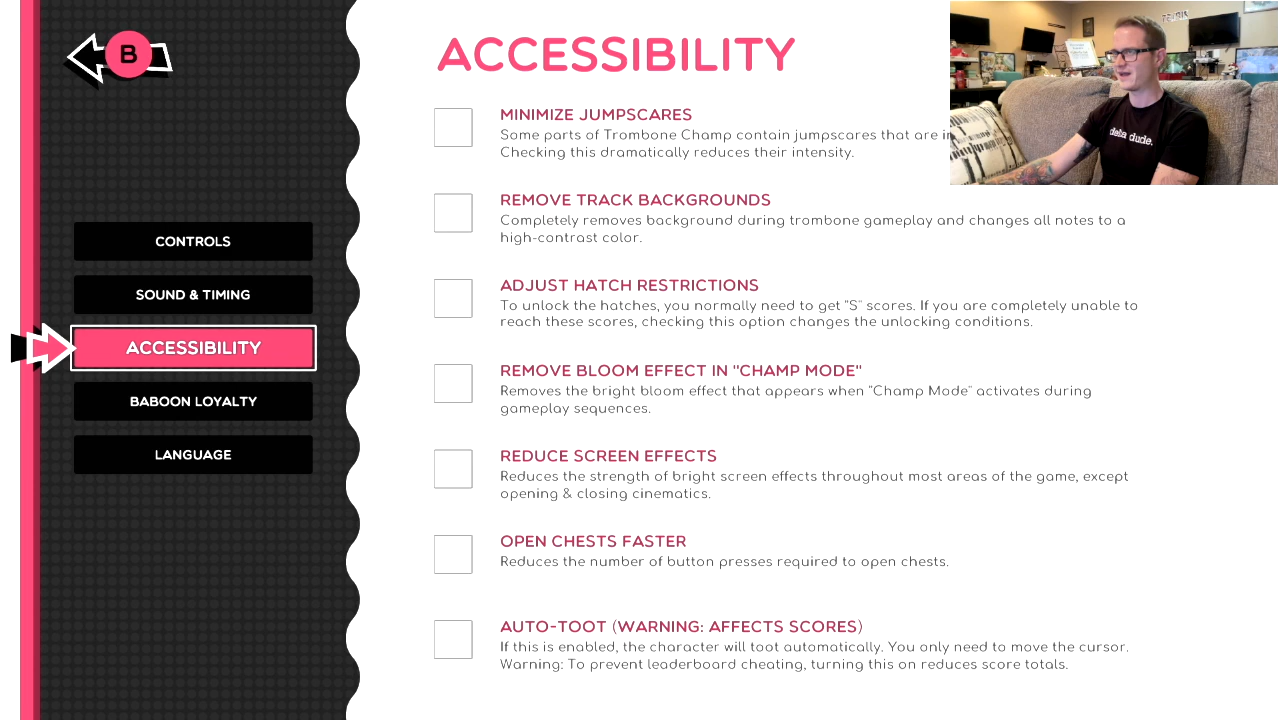 B
ACCESSIBILITY
MINIMIZE JUMPSCARES
Some parts of Trombone Champ contain jumpscares that are
Checking this dramatically reduces their intensity.
REMOVE TRACK BACKGROUNDS
Completely removes background during trombone gameplay and changes all notes to a
high-contrast color.
ADJUST HATCH RESTRICTIONS
To unlock the hatches, you normally need to get "S" scores. If you are completely unable to
reach these scores, checking this option changes the unlocking conditions.
REMOVE BLOOM EFFECT IN "CHAMP MODE"
Removes the bright bloom effect that appears when "Champ Mode" activates during
gameplay sequences.
REDUCE SCREEN EFFECTS
Reduces the strength of bright screen effects throughout most areas of the game, except
opening & closing cinematics.
OPEN CHESTS FASTER
Reduces the number of button presses required to open chests.
AUTO-TOOT (WARNING: AFFECTS SCORES)
If this is enabled, the character will toot automatically. You only need to move the cursor.
Warning: To prevent leaderboard cheating, turning this on reduces score totals.
CONTROLS
SOUND & TIMING
ACCESSIBILITY
BABOON LOYALTY
LANGUAGE
delta dude.